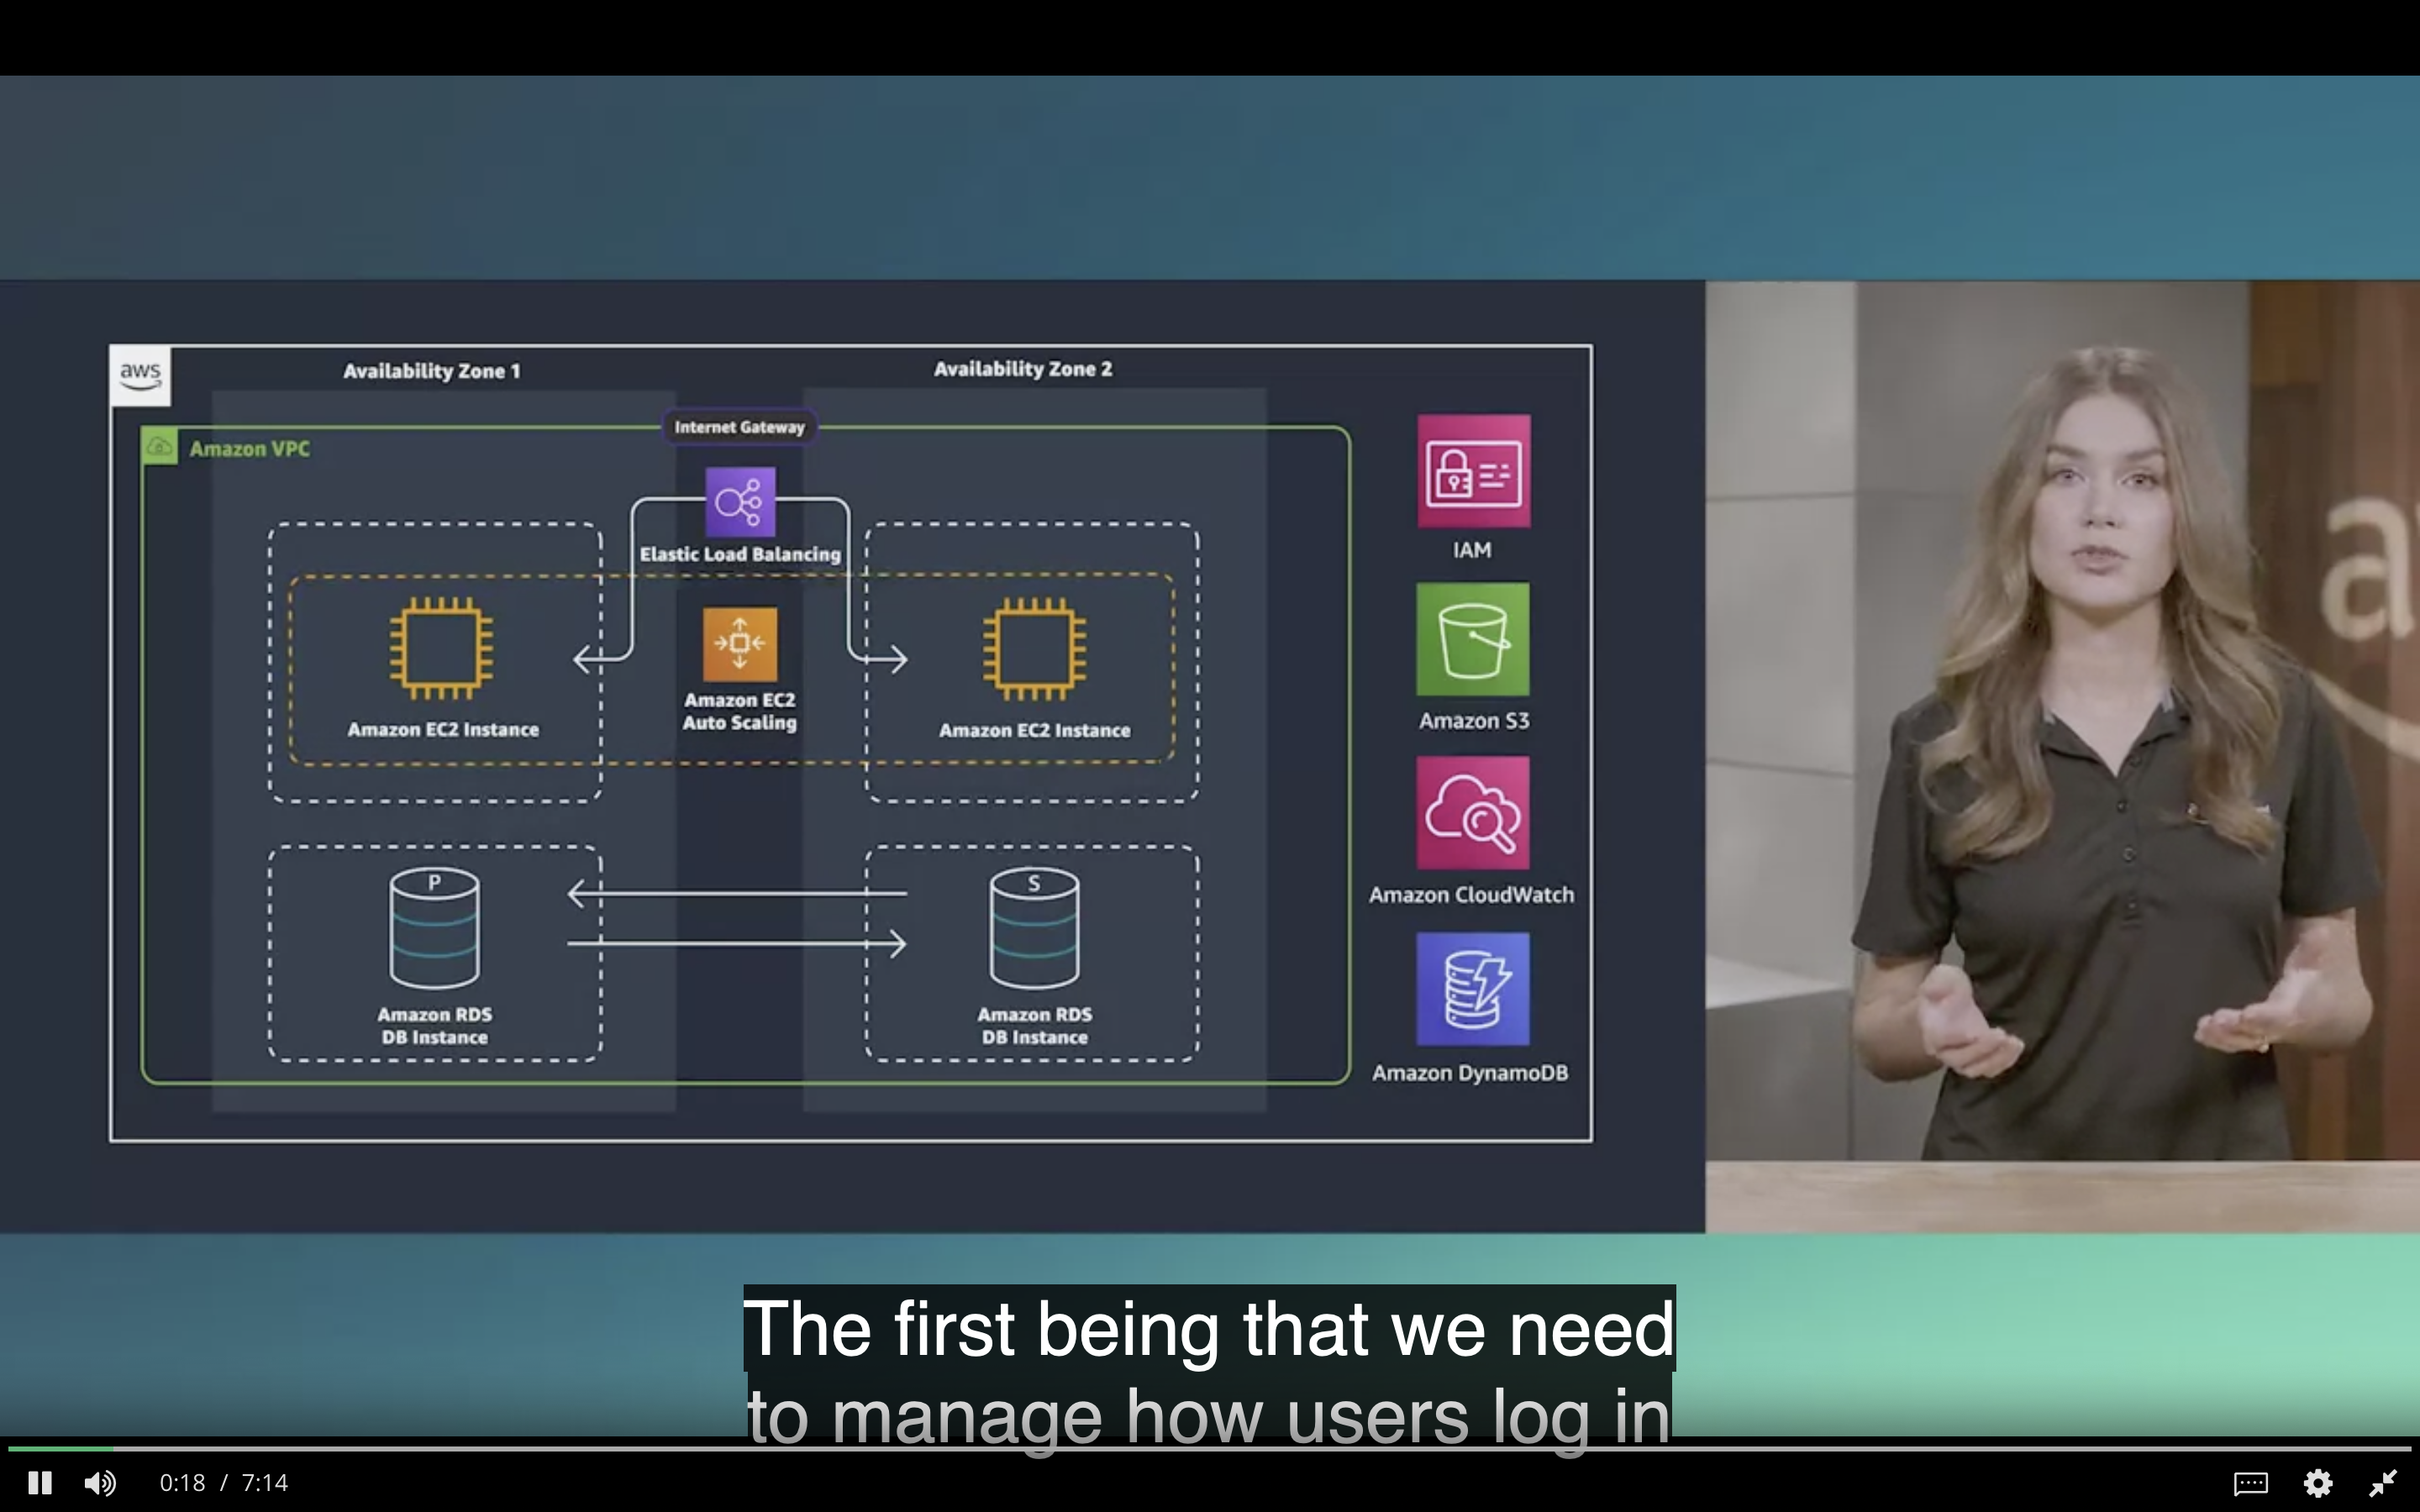 aws
Availability Zone 1
Availability Zone 2
Internet Gateway
Amazon VPC
Elastic Load Balancing
Amazon EC2 Instance
Amazon EC2
Auto Scaling
Amazon EC2 Instance
P
Amazon RDS
DB Instance
S
Amazon RDS
DB Instance
IAM
Amazon S3
Amazon CloudWatch
Amazon DynamoDB
The first being that we need
to manage how users log in
0:18 / 7:14